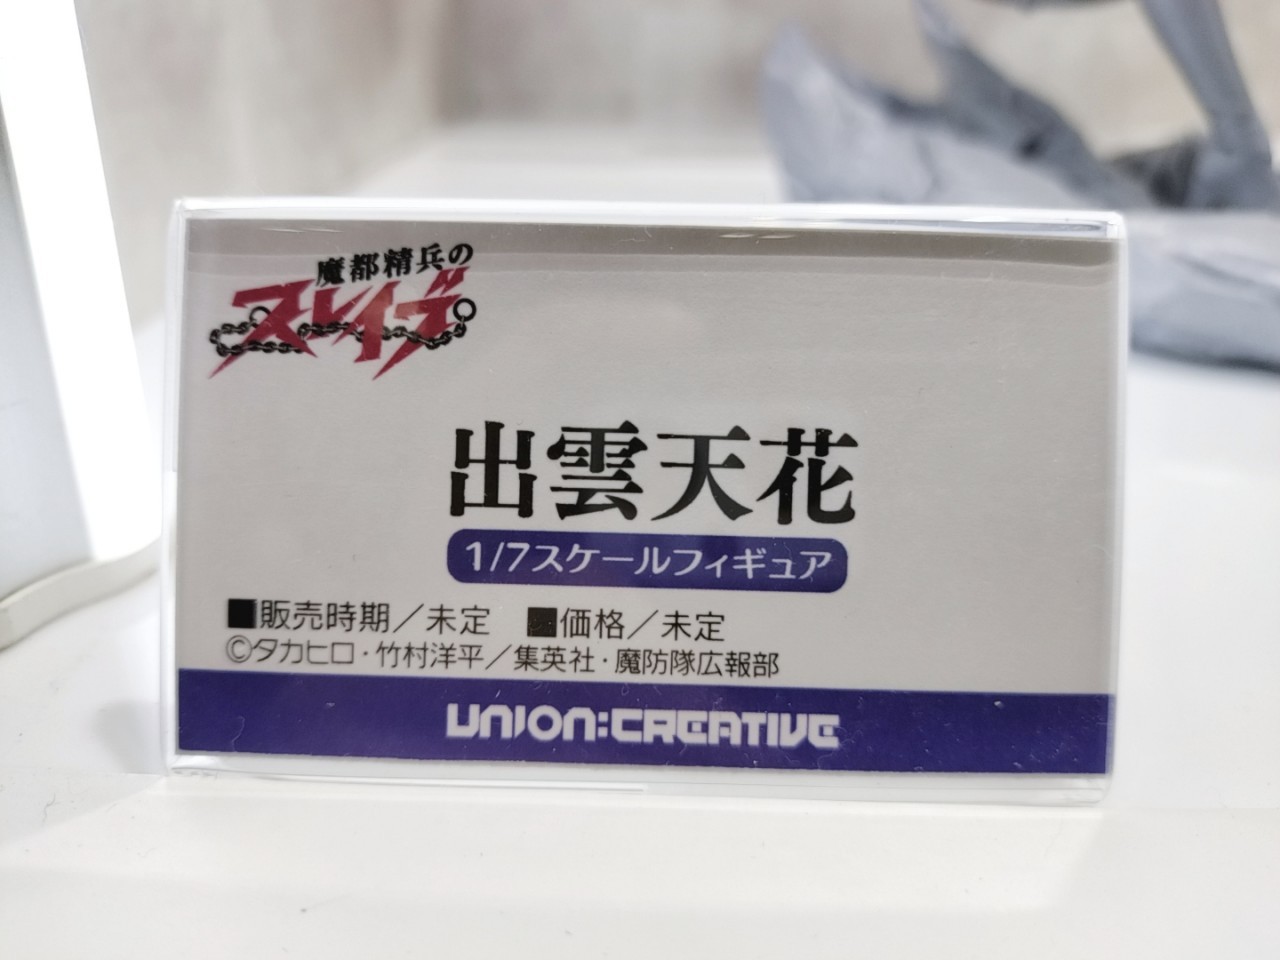 魔都精兵の
スレイブ
出雲天花
1/7スケールフィギュア
■販売時期／未定　■価格／未定
©タカヒロ・竹村洋平／集英社・魔防隊広報部
UNION:CREATIVE